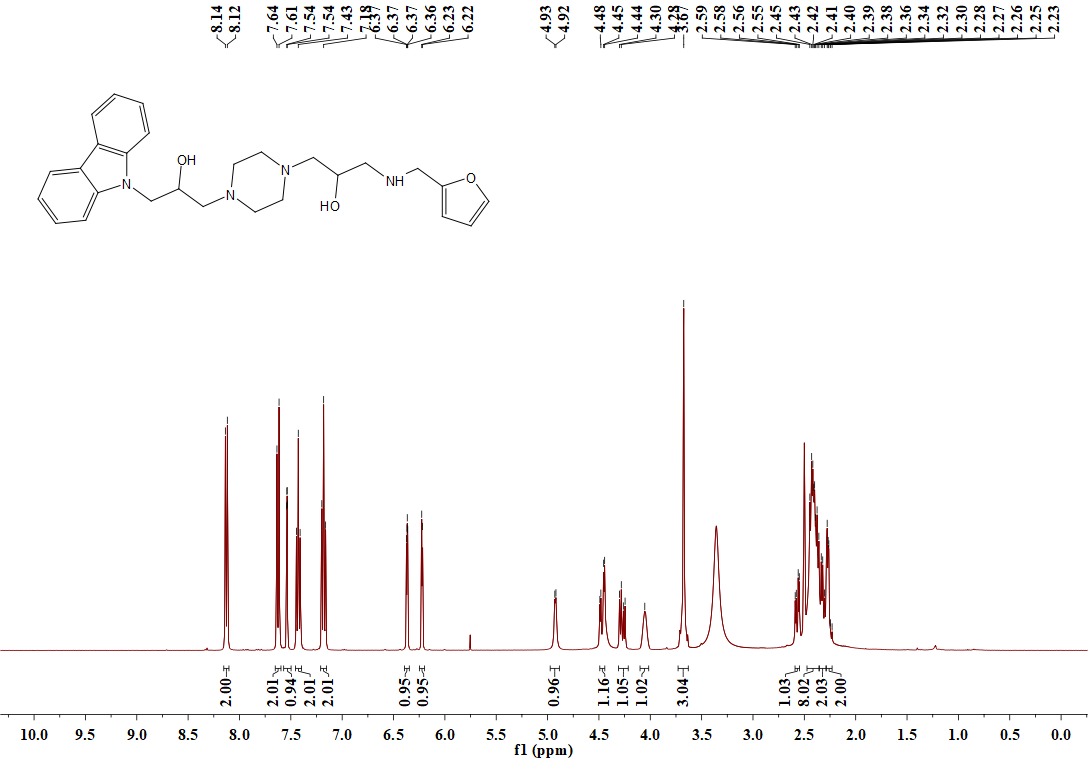 8.14 8.12 7.64 7.61 7.54 7.54 7.43 7.18 6.37 6.37 6.37 6.36 6.23 6.22 4.93 4.92 4.48 4.45 4.44 4.30 4.28 3.67 2.59 2.58 2.56 2.55 2.45 2.43 2.42 2.41 2.40 2.39 2.38 2.36 2.34 2.32 2.30 2.28 2.27 2.26 2.25 2.23
OH
N
N
N
HO
NH
O
2.00 2.01 0.94 2.01 2.01 0.95 0.95 0.96 1.16 1.05 1.02 3.04 1.03 8.02 2.03 2.00
10.0 9.5 9.0 8.5 8.0 7.5 7.0 6.5 6.0 5.5 5.0 4.5 4.0 3.5 3.0 2.5 2.0 1.5 1.0 0.5 0.0
f1 (ppm)